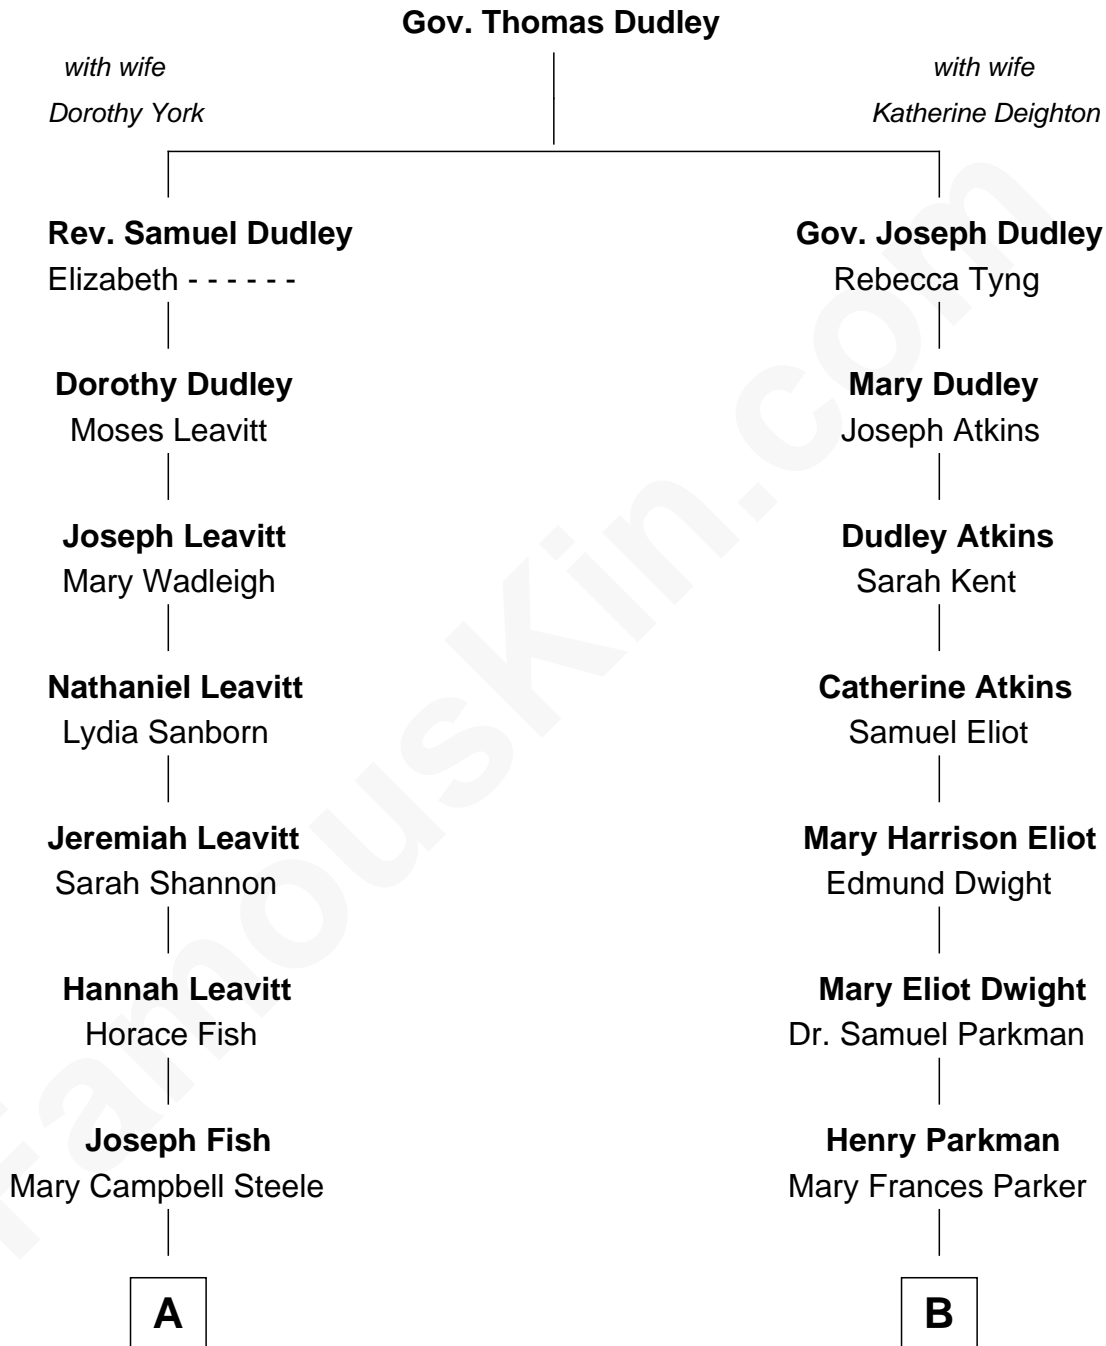 Gov. Thomas Dudley
with wife
Dorothy York
with wife
Katherine Deighton
Rev. Samuel Dudley
Elizabeth - - - - - -
Gov. Joseph Dudley
Rebecca Tyng
Dorothy Dudley
Moses Leavitt
Mary Dudley
Joseph Atkins
Joseph Leavitt
Mary Wadleigh
Dudley Atkins
Sarah Kent
Nathaniel Leavitt
Lydia Sanborn
Catherine Atkins
Samuel Eliot
Jeremiah Leavitt
Sarah Shannon
Mary Harrison Eliot
Edmund Dwight
Hannah Leavitt
Horace Fish
Mary Eliot Dwight
Dr. Samuel Parkman
Joseph Fish
Mary Campbell Steele
Henry Parkman
Mary Frances Parker
A
B
FamousKin.com